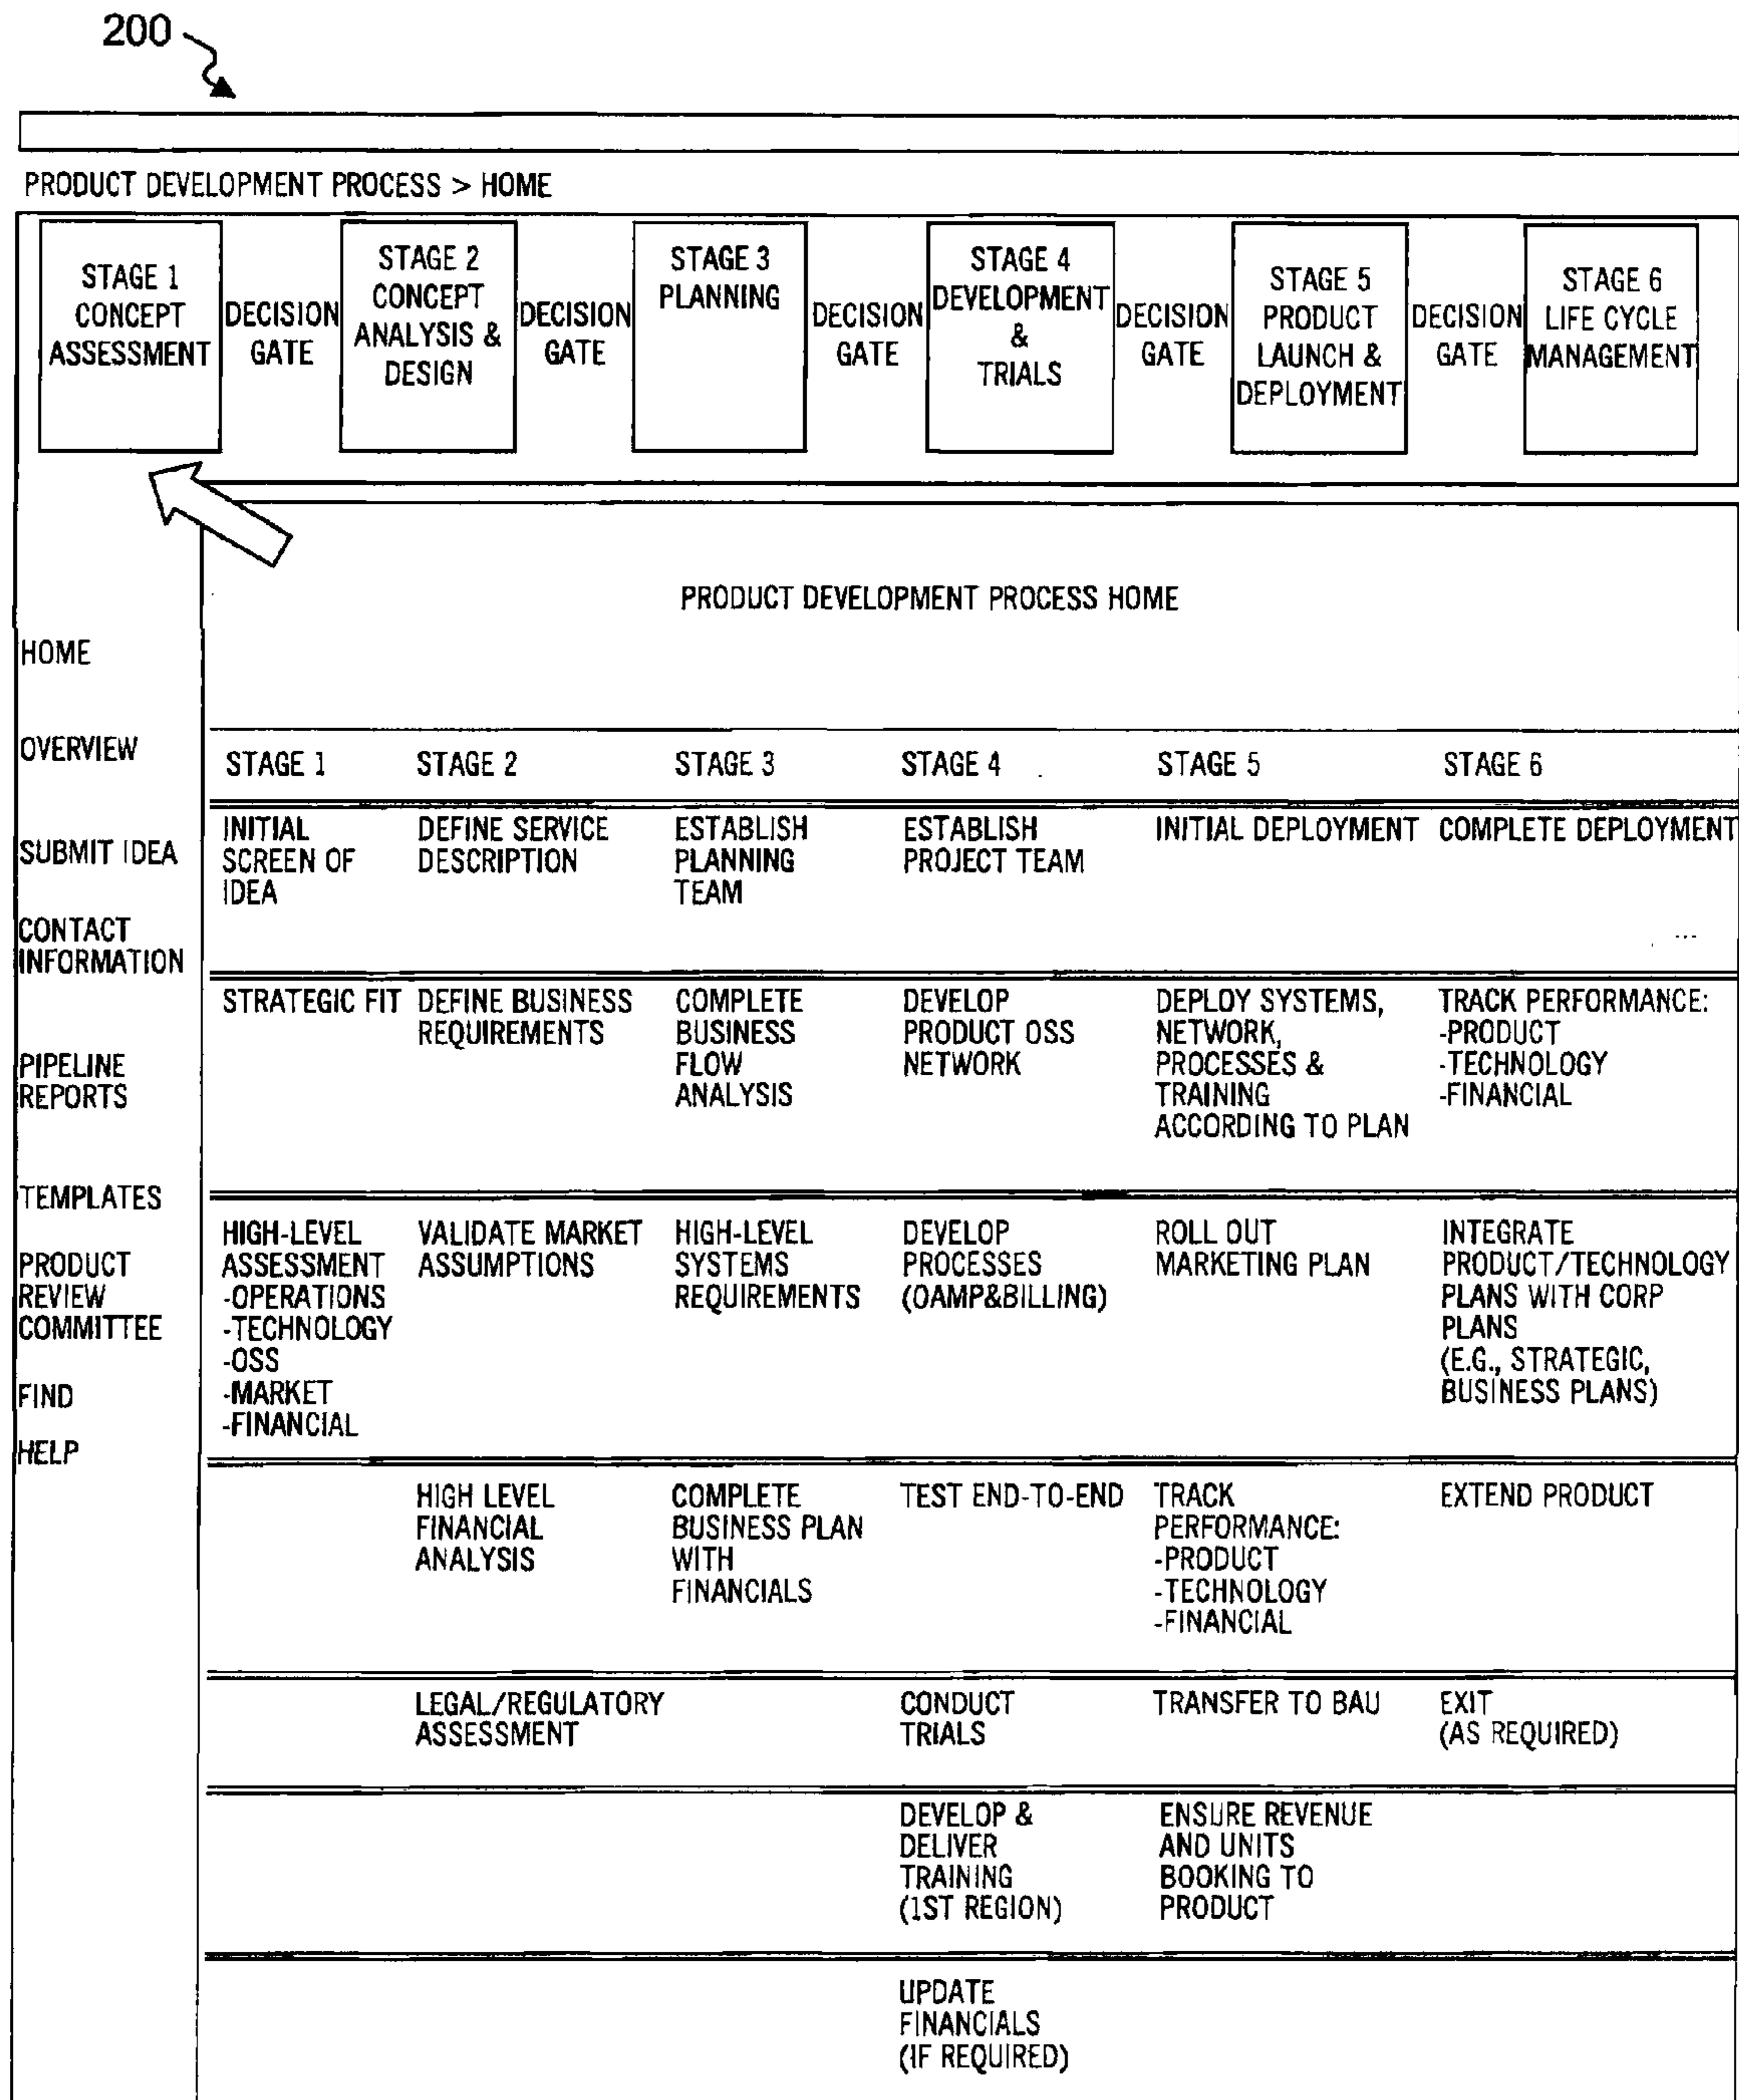 200
PRODUCT DEVELOPMENT PROCESS > HOME
STAGE 1
CONCEPT
ASSESSMENT
DECISION
GATE
STAGE 2
CONCEPT
ANALYSIS &
DESIGN
DECISION
GATE
STAGE 3
PLANNING
DECISION
GATE
STAGE 4
DEVELOPMENT
&
TRIALS
DECISION
GATE
STAGE 5
PRODUCT
LAUNCH &
DEPLOYMENT
DECISION
GATE
STAGE 6
LIFE CYCLE
MANAGEMENT
HOME
OVERVIEW
SUBMIT IDEA
CONTACT
INFORMATION
PIPELINE
REPORTS
TEMPLATES
PRODUCT
REVIEW
COMMITTEE
FIND
HELP
PRODUCT DEVELOPMENT PROCESS HOME
STAGE 1 STAGE 2 STAGE 3 STAGE 4 STAGE 5 STAGE 6
INITIAL
SCREEN OF
IDEA
DEFINE SERVICE
DESCRIPTION
ESTABLISH
PLANNING
TEAM
ESTABLISH
PROJECT TEAM
INITIAL DEPLOYMENT
COMPLETE DEPLOYMENT
...
STRATEGIC FIT
DEFINE BUSINESS
REQUIREMENTS
COMPLETE
BUSINESS
FLOW
ANALYSIS
DEVELOP
PRODUCT OSS
NETWORK
DEPLOY SYSTEMS,
NETWORK,
PROCESSES &
TRAINING
ACCORDING TO PLAN
TRACK PERFORMANCE:
-PRODUCT
-TECHNOLOGY
-FINANCIAL
HIGH-LEVEL
ASSESSMENT
-OPERATIONS
-TECHNOLOGY
-OSS
-MARKET
-FINANCIAL
VALIDATE MARKET
ASSUMPTIONS
HIGH-LEVEL
SYSTEMS
REQUIREMENTS
DEVELOP
PROCESSES
(OAMP&BILLING)
ROLL OUT
MARKETING PLAN
INTEGRATE
PRODUCT/TECHNOLOGY
PLANS WITH CORP
PLANS
(E.G., STRATEGIC,
BUSINESS PLANS)
HIGH LEVEL
FINANCIAL
ANALYSIS
COMPLETE
BUSINESS PLAN
WITH
FINANCIALS
TEST END-TO-END
TRACK
PERFORMANCE:
-PRODUCT
-TECHNOLOGY
-FINANCIAL
EXTEND PRODUCT
LEGAL/REGULATORY
ASSESSMENT
CONDUCT
TRIALS
TRANSFER TO BAU
EXIT
(AS REQUIRED)
DEVELOP &
DELIVER
TRAINING
(1ST REGION)
ENSURE REVENUE
AND UNITS
BOOKING TO
PRODUCT
UPDATE
FINANCIALS
(IF REQUIRED)